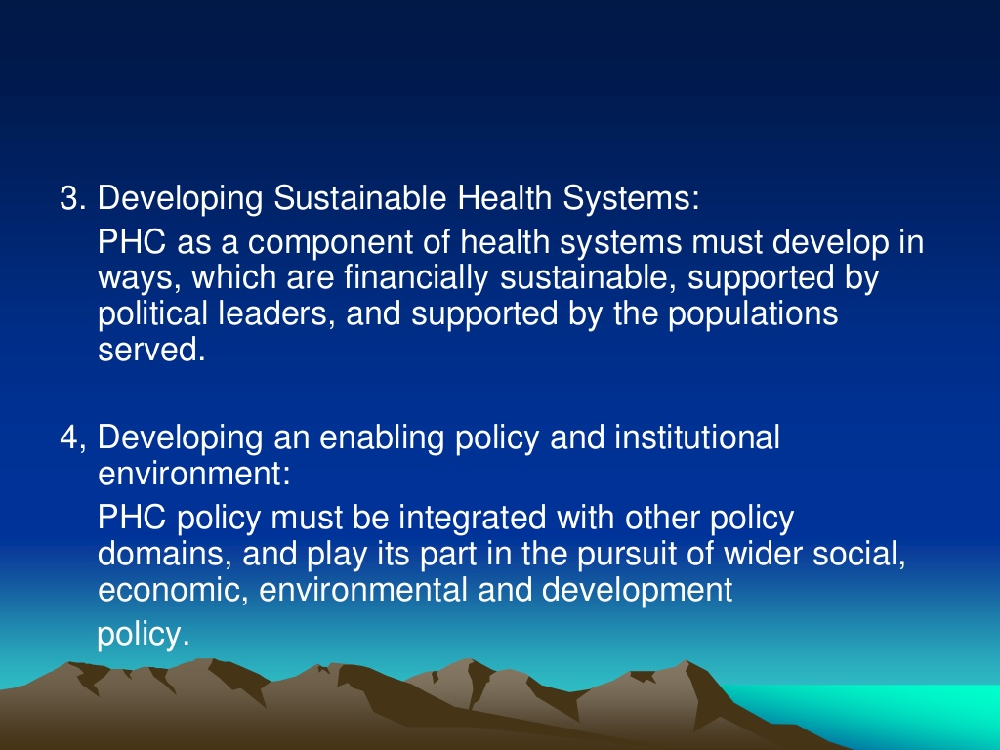 3. Developing Sustainable Health Systems:
PHC as a component of health systems must develop in
ways, which are financially sustainable, supported by
political leaders, and supported by the populations
served.
4, Developing an enabling policy and institutional
environment:
PHC policy must be integrated with other policy
domains, and play its part in the pursuit of wider social,
economic, environmental and development
policy.